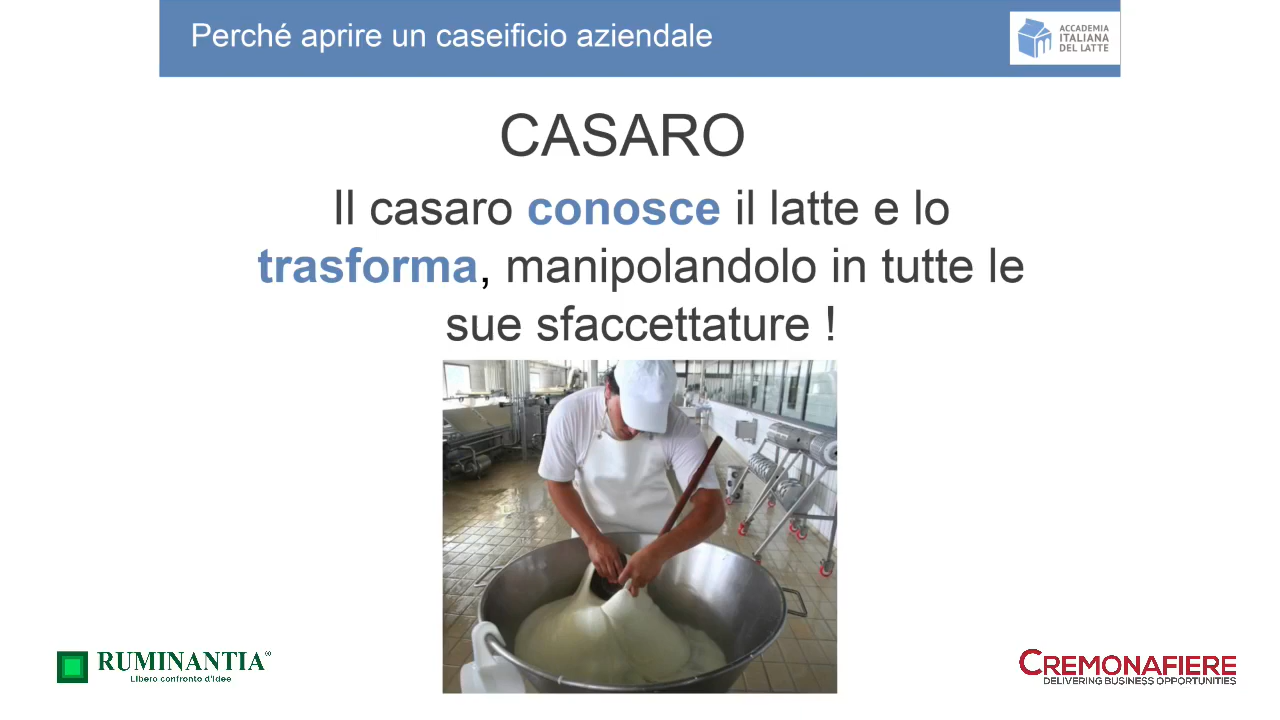 Perché aprire un caseificio aziendale
ACCADEMIA
ITALIANA
DEL LATTE
CASARO
Il casaro conosce il latte e lo
trasforma, manipolandolo in tutte le
sue sfaccettature !
RUMINANTIA®
Libero confronto d'idee
CREMONAFIERE
DELIVERING BUSINESS OPPORTUNITIES